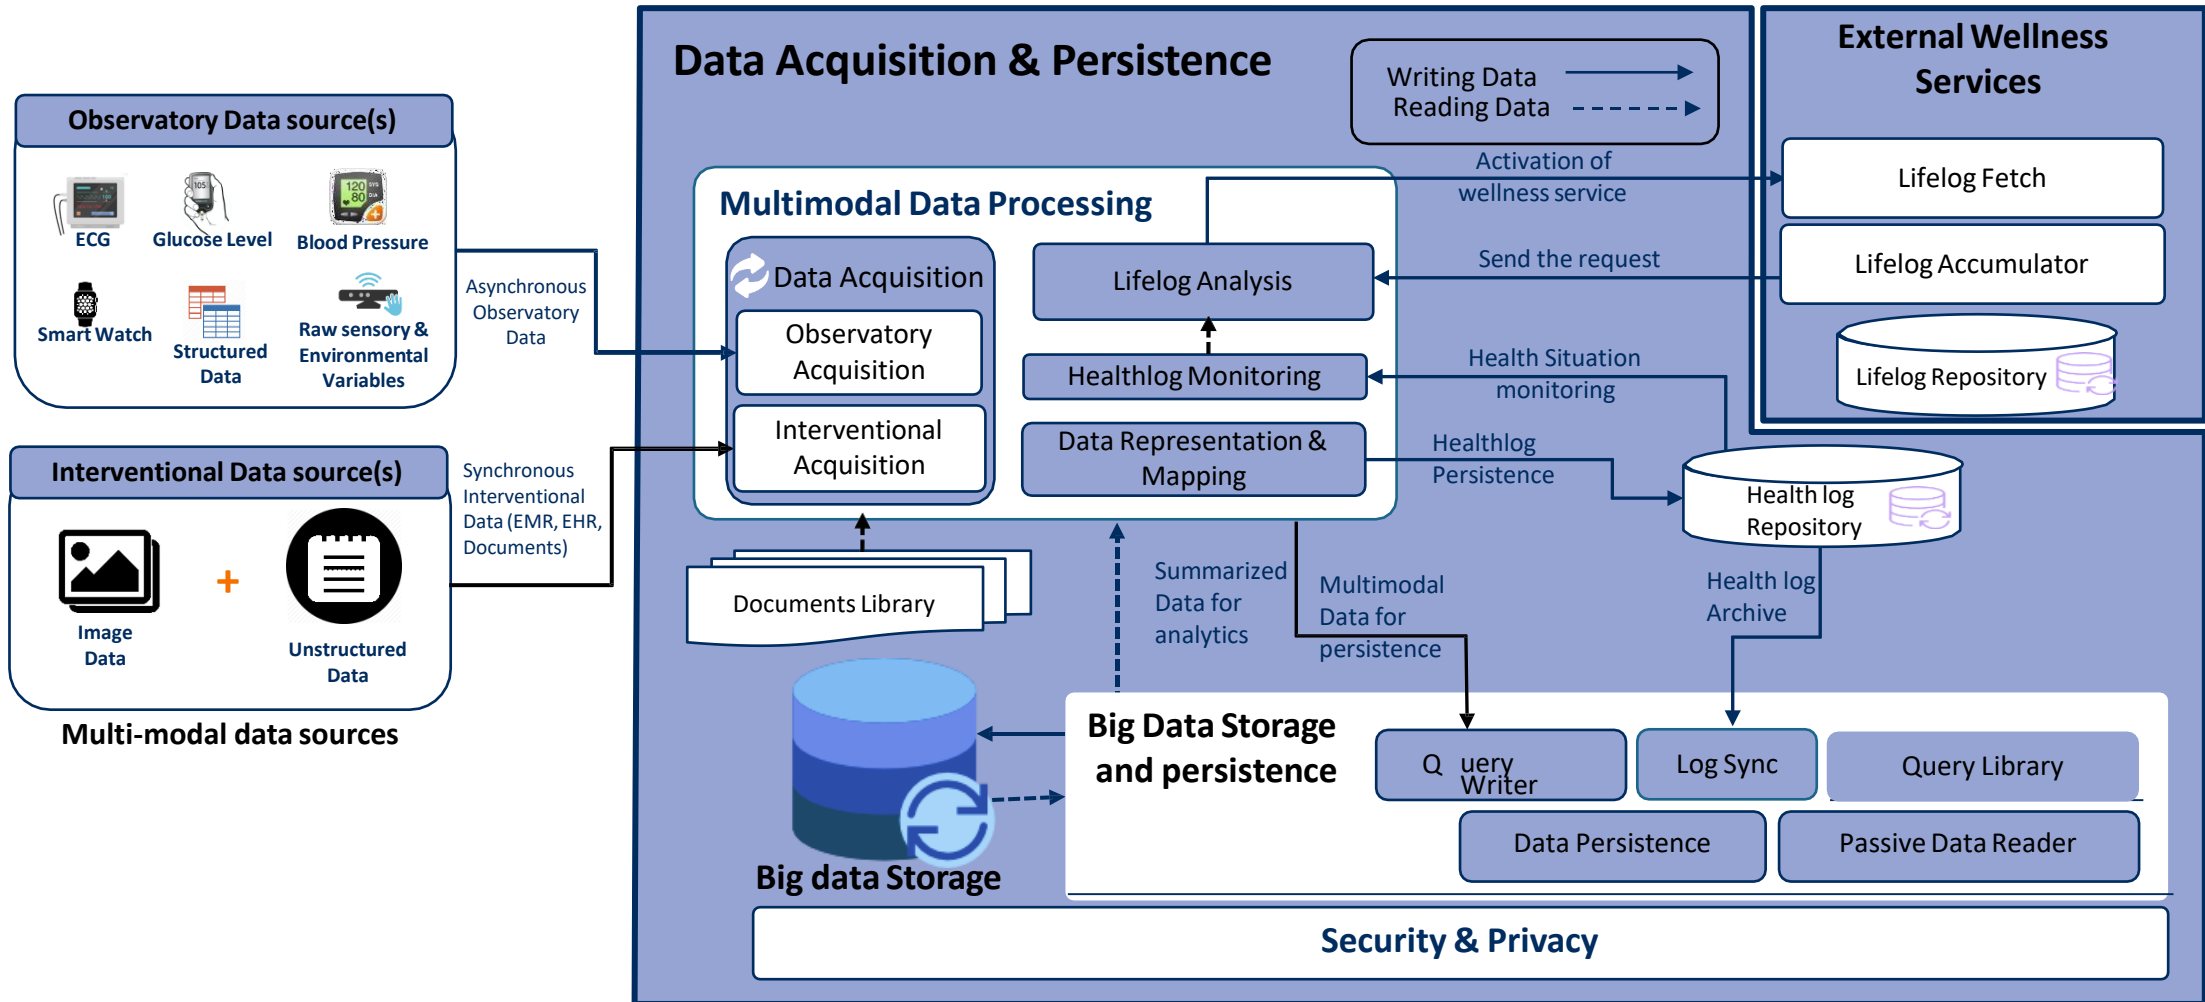 Data Acquisition & Persistence
Writing Data
Reading Data
External Wellness
Services
Observatory Data source(s)
105
120
80
SYS
DIA
ECG
Glucose Level
Blood Pressure
Smart Watch
Structured
Data
Raw sensory &
Environmental
Variables
Asynchronous
Observatory
Data
Interventional Data source(s)
Image
Data
+
Unstructured
Data
Synchronous
Interventional
Data (EMR, EHR,
Documents)
Multi-modal data sources
Multimodal Data Processing
Data Acquisition
Observatory
Acquisition
Interventional
Acquisition
Lifelog Analysis
Healthlog Monitoring
Data Representation &
Mapping
Activation of
wellness service
Send the request
Health Situation
monitoring
Healthlog
Persistence
Lifelog Fetch
Lifelog Accumulator
Lifelog Repository
Health log
Repository
Documents Library
Summarized
Data for
analytics
Multimodal
Data for
persistence
Health log
Archive
Big data Storage
Big Data Storage
and persistence
Q uery
Writer
Log Sync
Query Library
Data Persistence
Passive Data Reader
Security & Privacy